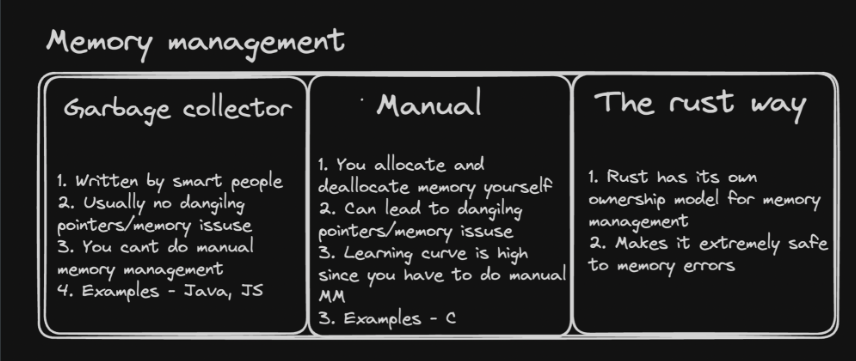 Memory management
Garbage collector
1. Written by smart people
2. Usually no dangilng
pointers/memory issuse
3. You cant do manual
memory management
4. Examples - Java, JS
Manual
1. You allocate and
deallocate memory yourself
2. Can lead to dangilng
pointers/memory issuse
3. Learning curve is high
since you have to do manual
MM
3. Examples - C
The rust way
1. Rust has its own
ownership model for memory
management
2. Makes it extremely safe
to memory errors